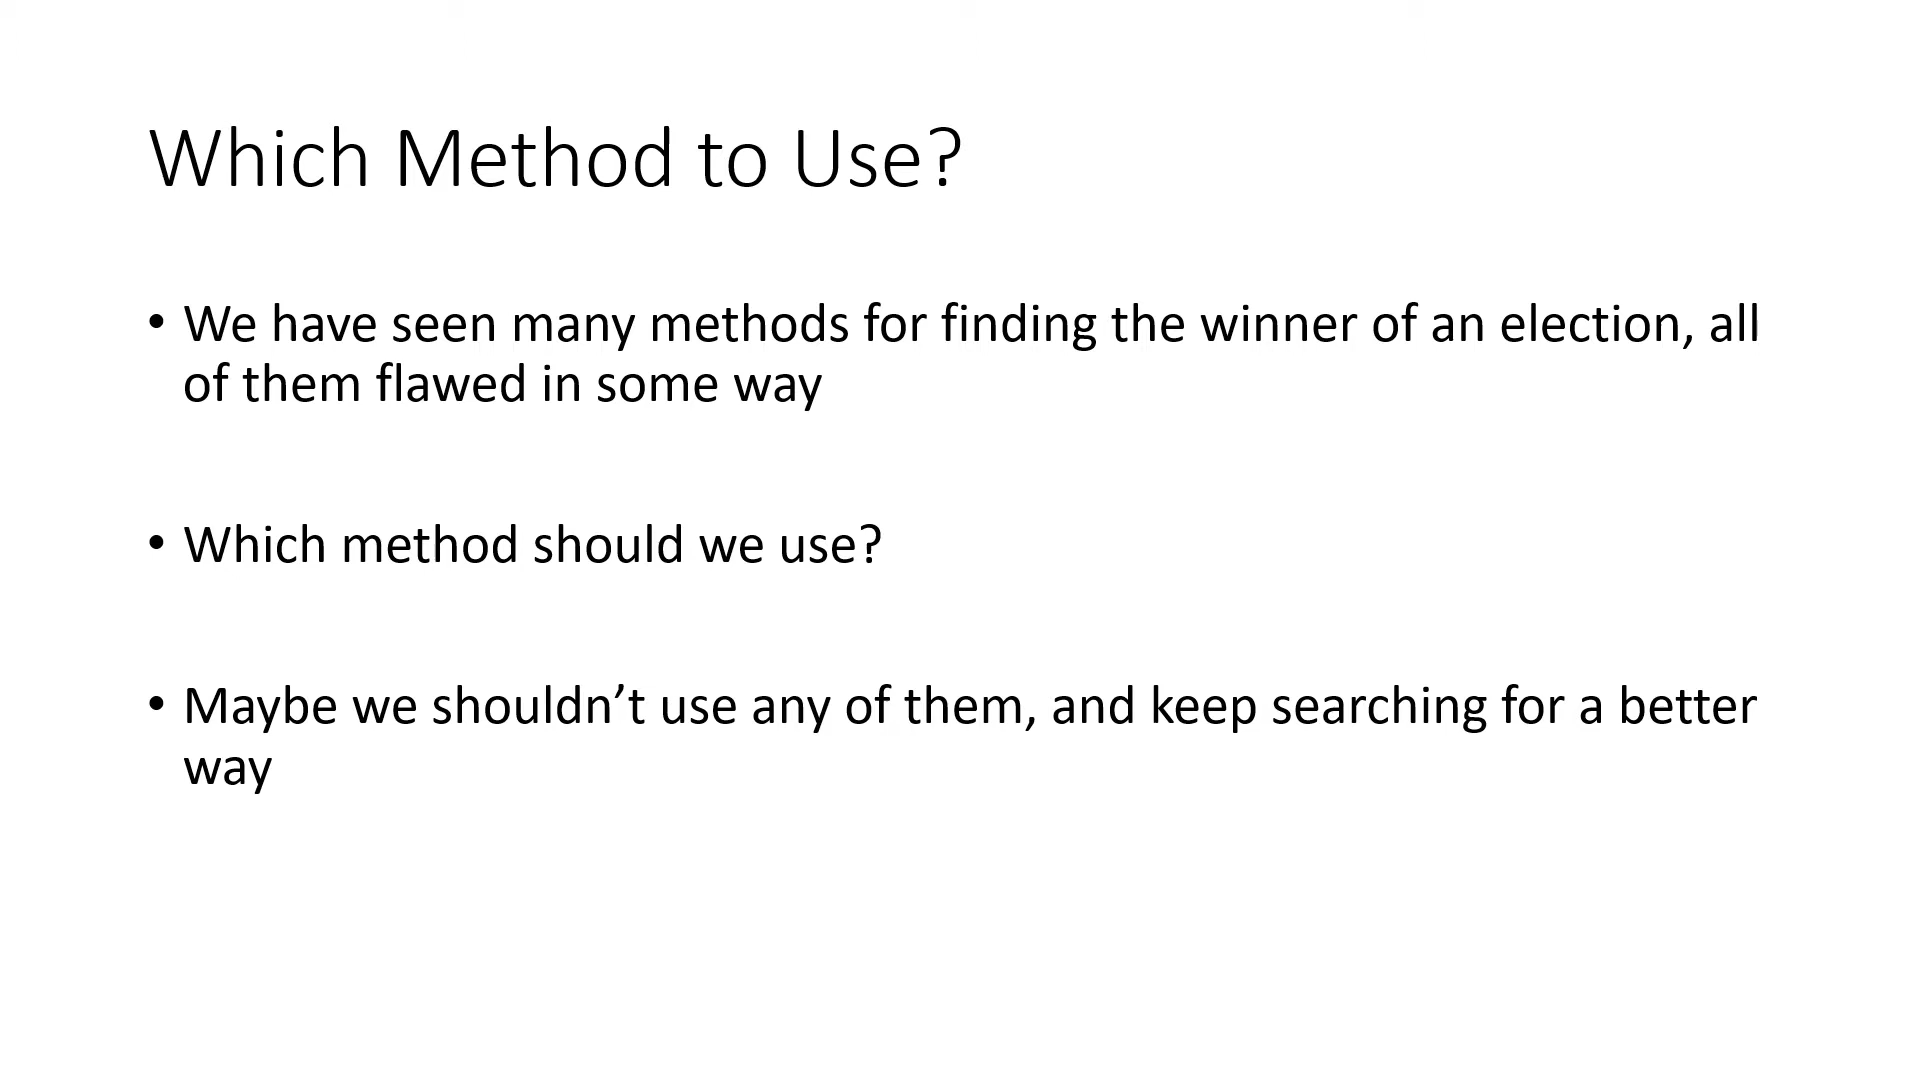 Which Method to Use?
• We have seen many methods for finding the winner of an election, all
of them flawed in some way
• Which method should we use?
• Maybe we shouldn’t use any of them, and keep searching for a better
way